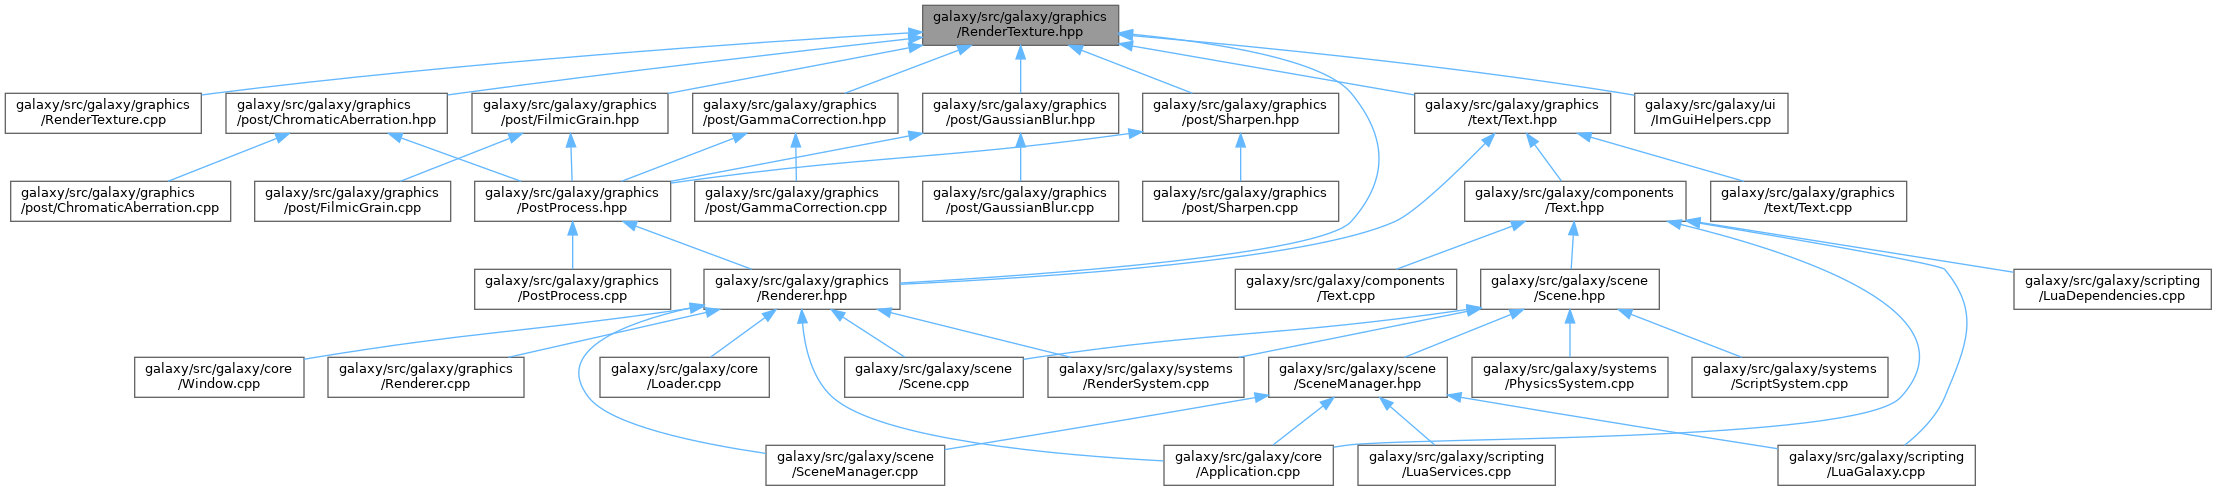 galaxy/src/galaxy/graphics
/RenderTexture.hpp
galaxy/src/galaxy/graphics
/RenderTexture.cpp
galaxy/src/galaxy/graphics
/post/ChromaticAberration.hpp
galaxy/src/galaxy/graphics
/post/FilmicGrain.hpp
galaxy/src/galaxy/graphics
/post/GammaCorrection.hpp
galaxy/src/galaxy/graphics
/post/GaussianBlur.hpp
galaxy/src/galaxy/graphics
/post/Sharpen.hpp
galaxy/src/galaxy/graphics
/text/Text.hpp
galaxy/src/galaxy/ui
/ImGuiHelpers.cpp
galaxy/src/galaxy/graphics
/post/ChromaticAberration.cpp
galaxy/src/galaxy/graphics
/post/FilmicGrain.cpp
galaxy/src/galaxy/graphics
/PostProcess.hpp
galaxy/src/galaxy/graphics
/post/GammaCorrection.cpp
galaxy/src/galaxy/graphics
/post/GaussianBlur.cpp
galaxy/src/galaxy/graphics
/post/Sharpen.cpp
galaxy/src/galaxy/components
/Text.hpp
galaxy/src/galaxy/graphics
/text/Text.cpp
galaxy/src/galaxy/graphics
/PostProcess.cpp
galaxy/src/galaxy/graphics
/Renderer.hpp
galaxy/src/galaxy/components
/Text.cpp
galaxy/src/galaxy/scene
/Scene.hpp
galaxy/src/galaxy/scripting
/LuaDependencies.cpp
galaxy/src/galaxy/core
/Window.cpp
galaxy/src/galaxy/graphics
/Renderer.cpp
galaxy/src/galaxy/core
/Loader.cpp
galaxy/src/galaxy/scene
/Scene.cpp
galaxy/src/galaxy/systems
/RenderSystem.cpp
galaxy/src/galaxy/scene
/SceneManager.hpp
galaxy/src/galaxy/systems
/PhysicsSystem.cpp
galaxy/src/galaxy/systems
/ScriptSystem.cpp
galaxy/src/galaxy/scene
/SceneManager.cpp
galaxy/src/galaxy/core
/Application.cpp
galaxy/src/galaxy/scripting
/LuaServices.cpp
galaxy/src/galaxy/scripting
/LuaGalaxy.cpp